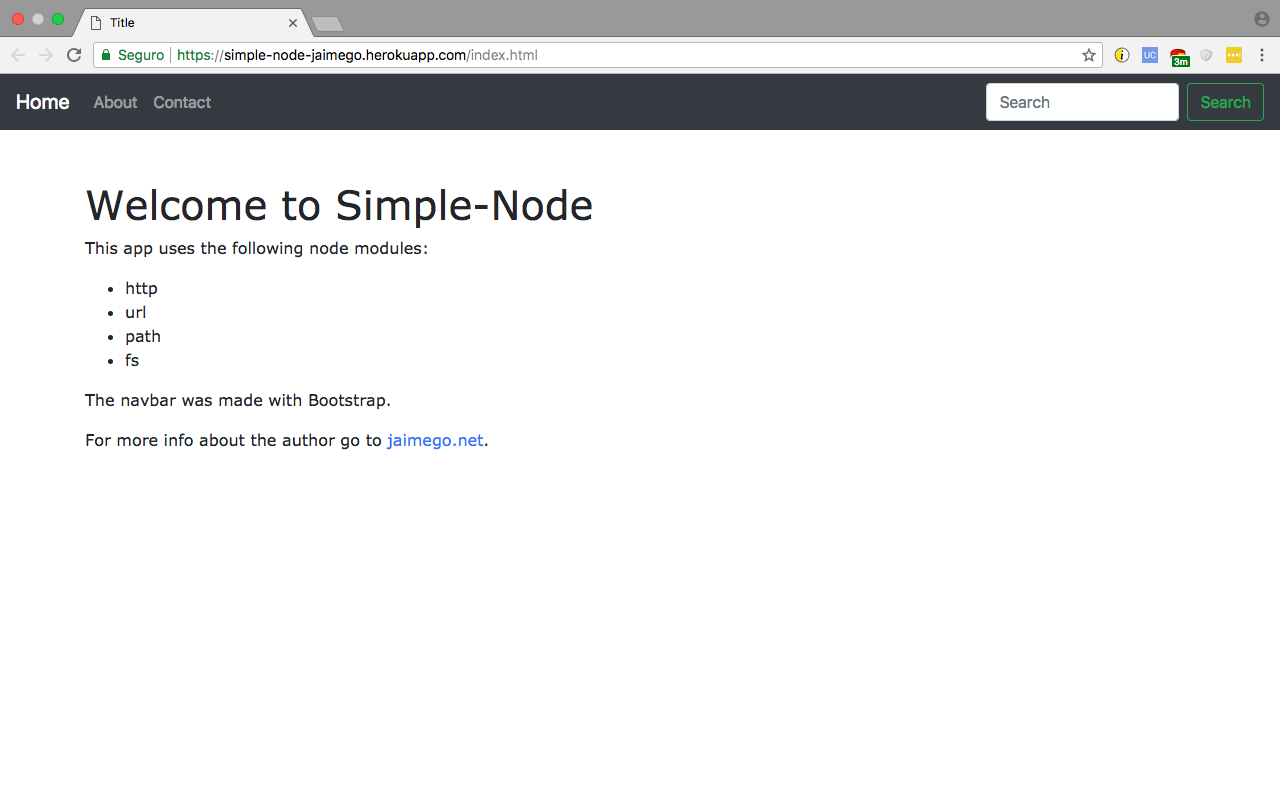 Title
Seguro https://simple-node-jaimego.herokuapp.com/index.html UC 3m
Home About Contact Search Search
Welcome to Simple-Node
This app uses the following node modules:
• http
• url
• path
• fs
The navbar was made with Bootstrap.
For more info about the author go to jaimego.net.